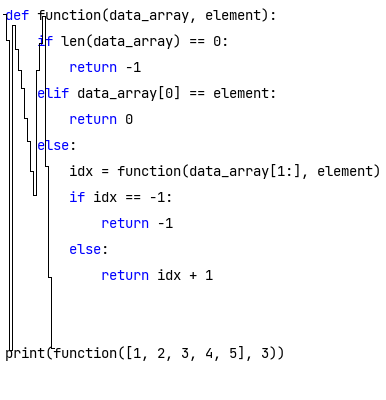 def function(data_array, element):
    if len(data_array) == 0:
        return -1
    elif data_array[0] == element:
        return 0
    else:
        idx = function(data_array[1:], element)
        if idx == -1:
            return -1
        else:
            return idx + 1
print(function([1, 2, 3, 4, 5], 3))